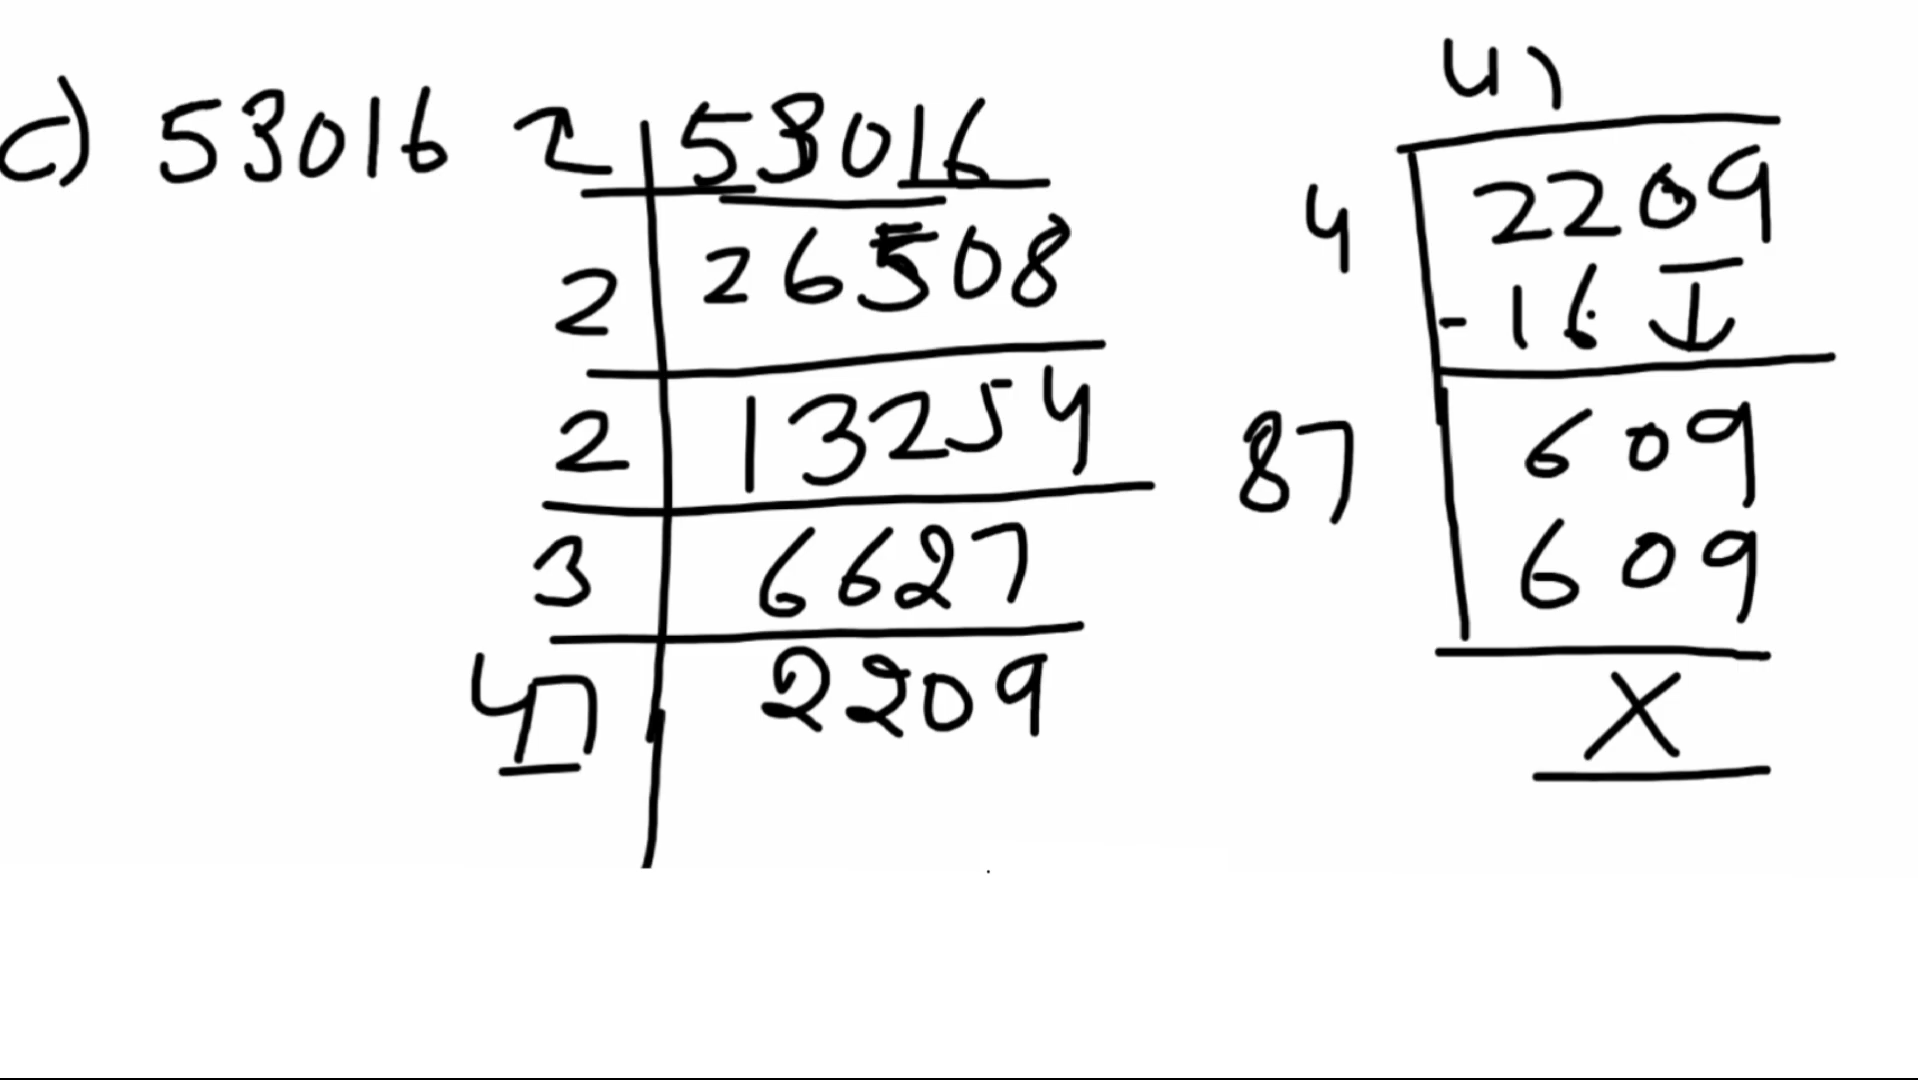 c) 53016
2 | 53016
2 | 26508
2 | 13254
3 | 6627
47 | 2209
47
4 | 2209
- 16 ↓
87 | 609
609
X